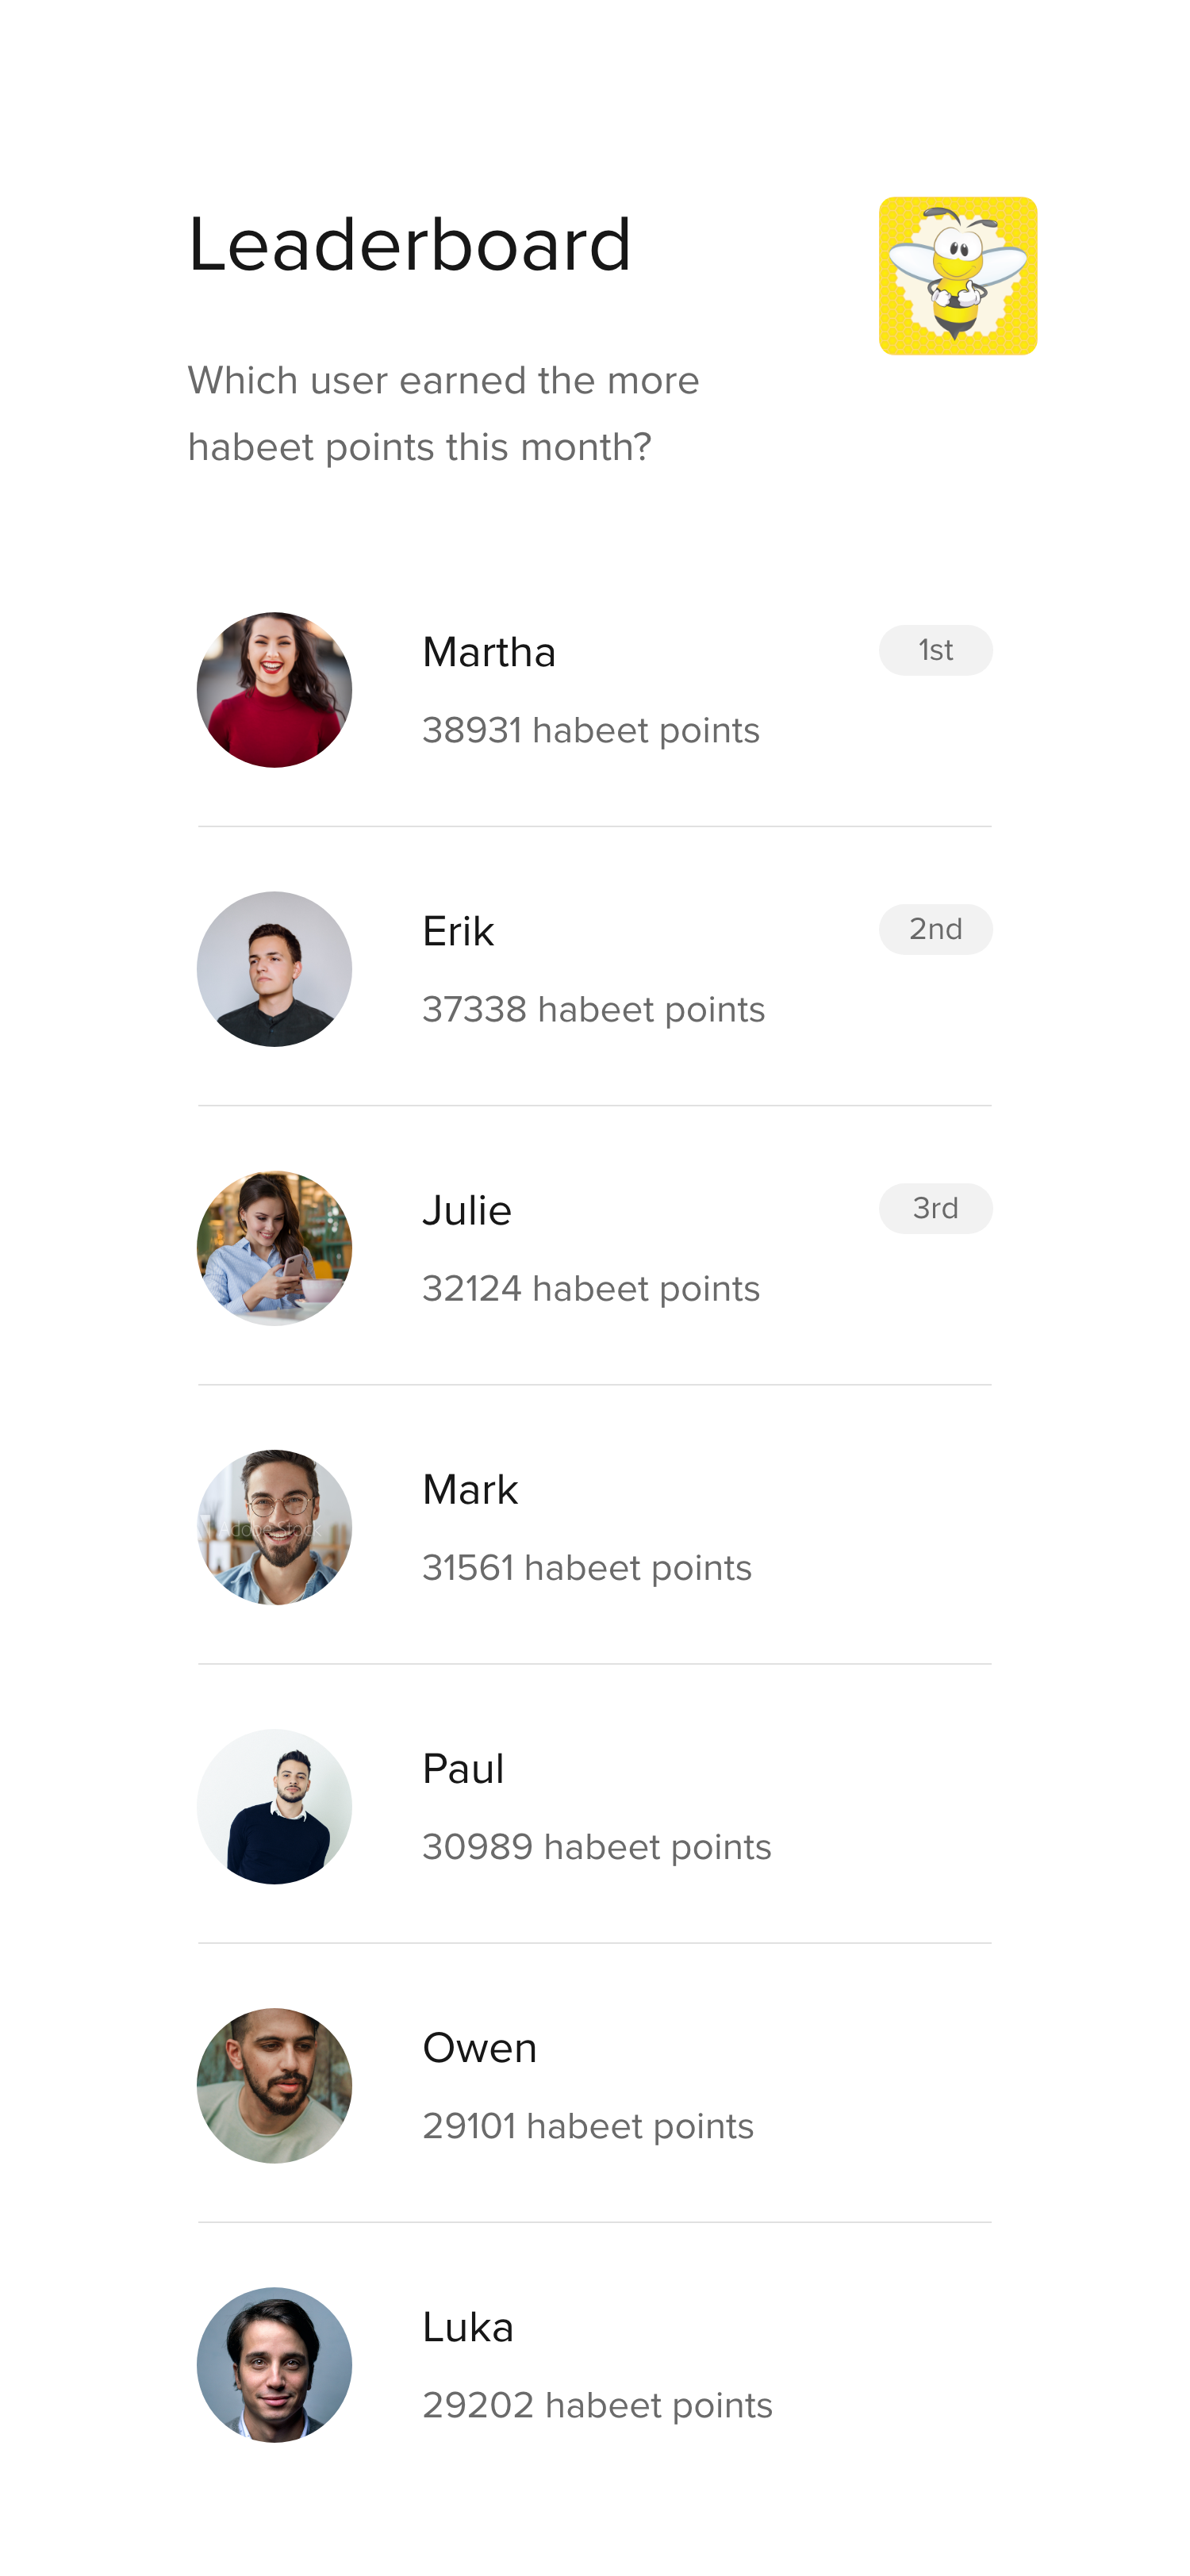 Leaderboard
Which user earned the more
habeet points this month?
Martha
1st
38931 habeet points
Erik
2nd
37338 habeet points
Julie
3rd
32124 habeet points
Mark
Adobe Stock
31561 habeet points
Paul
30989 habeet points
Owen
29101 habeet points
Luka
29202 habeet points